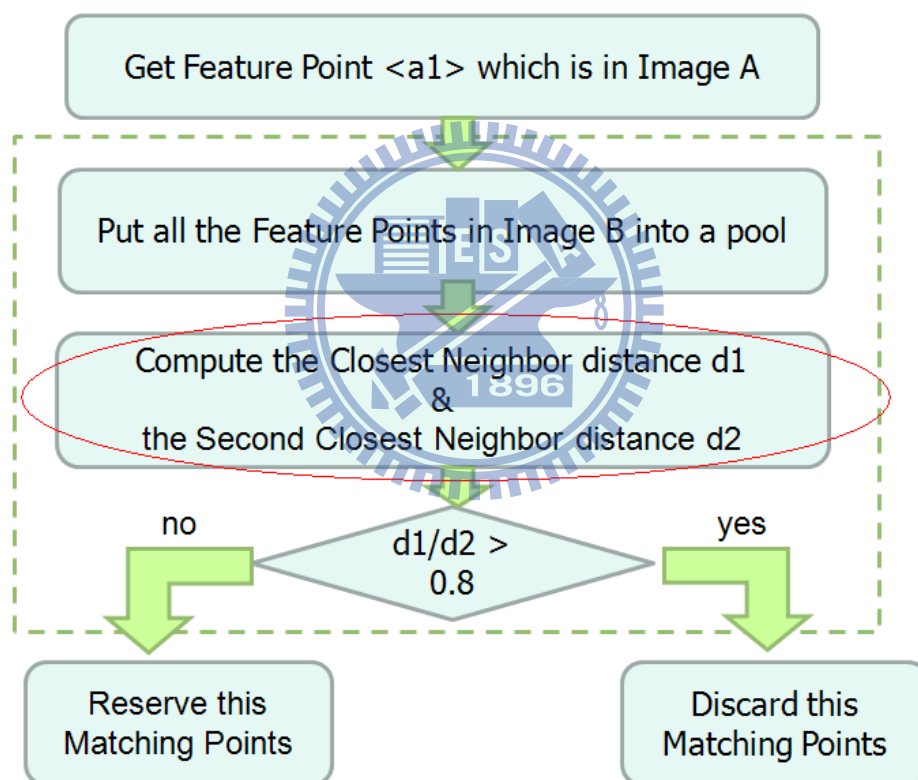 Get Feature Point <a1> which is in Image A
Put all the Feature Points in Image B into a pool
ES
Compute the Closest Neighbor distance d1
1896
&
the Second Closest Neighbor distance d2
no
yes
d1/d2 >
0.8
Reserve this
Matching Points
Discard this
Matching Points